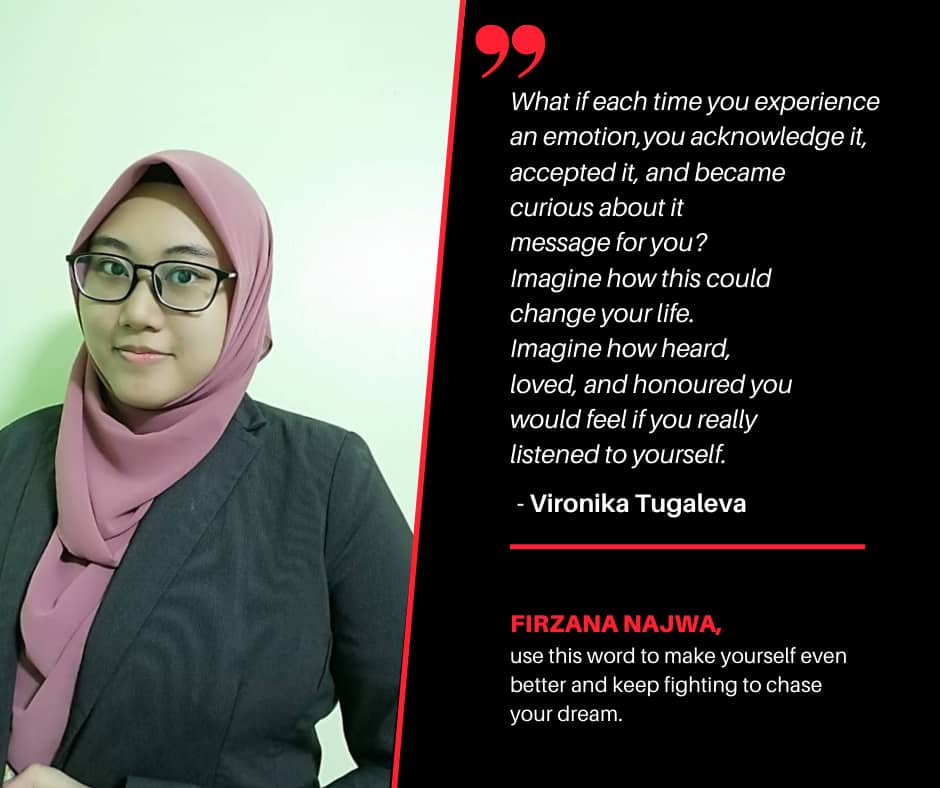 What if each time you experience
an emotion,you acknowledge it,
accepted it, and became
curious about it
message for you?
Imagine how this could
change your life.
Imagine how heard,
loved, and honoured you
would feel if you really
listened to yourself.
- Vironika Tugaleva
FIRZANA NAJWA,
use this word to make yourself even
better and keep fighting to chase
your dream.